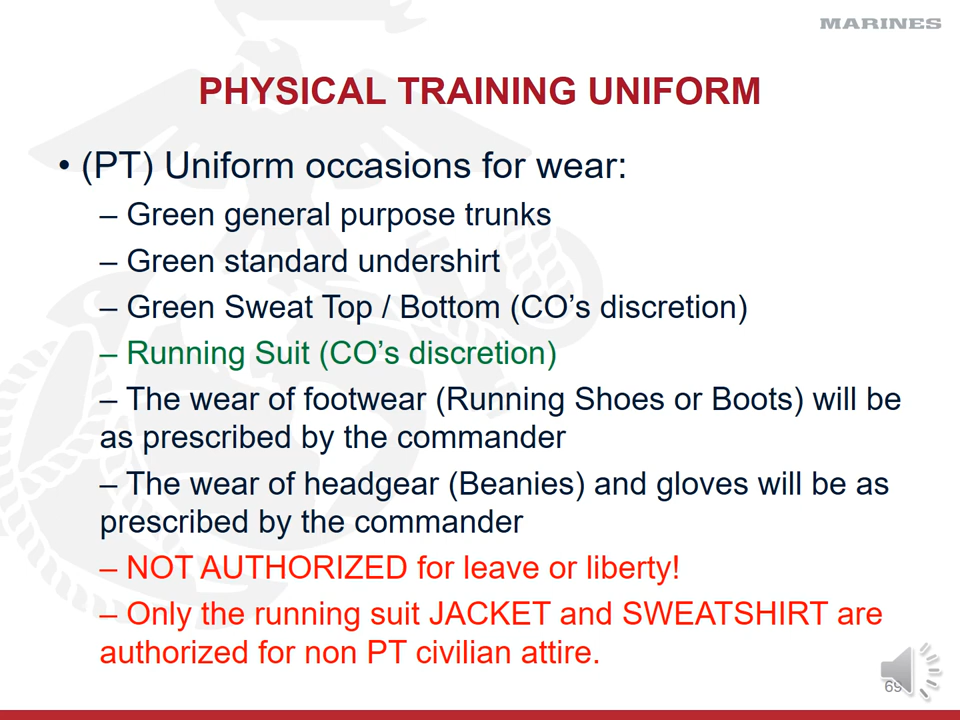 MARINES
PHYSICAL TRAINING UNIFORM
• (PT) Uniform occasions for wear:
– Green general purpose trunks
– Green standard undershirt
– Green Sweat Top / Bottom (CO’s discretion)
– Running Suit (CO’s discretion)
– The wear of footwear (Running Shoes or Boots) will be
as prescribed by the commander
– The wear of headgear (Beanies) and gloves will be as
prescribed by the commander
– NOT AUTHORIZED for leave or liberty!
– Only the running suit JACKET and SWEATSHIRT are
authorized for non PT civilian attire.
69